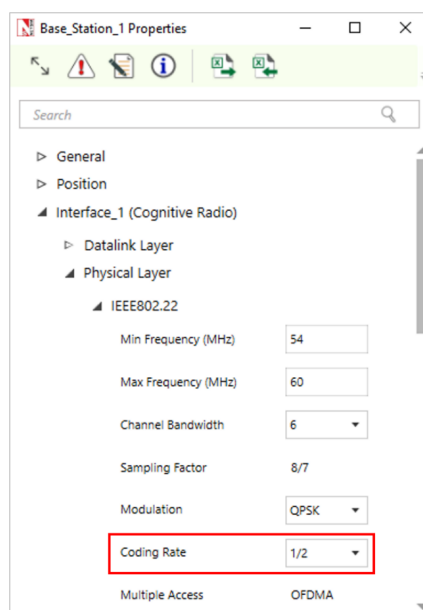 Base_Station_1 Properties
Search
General
Position
Interface_1 (Cognitive Radio)
Datalink Layer
Physical Layer
IEEE802.22
Min Frequency (MHz) 54
Max Frequency (MHz) 60
Channel Bandwidth 6
Sampling Factor 8/7
Modulation QPSK
Coding Rate 1/2
Multiple Access OFDMA